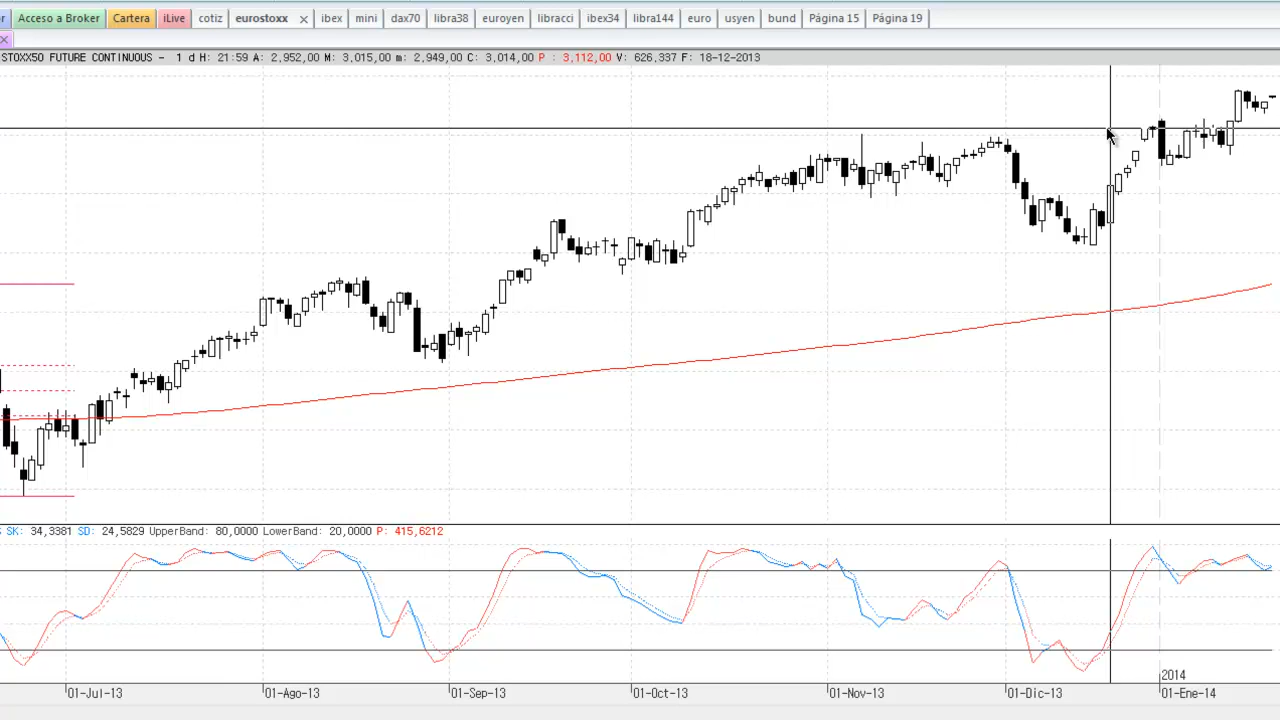 Acceso a Broker Cartera iLive cotiz eurostoxx ibex mini dax70 libra38 euroyen libracci ibex34 libra144 euro usyen bund Página 15 Página 19
STOXX50 FUTURE CONTINUOUS - 1 d H: 21:59 A: 2,952,00 M: 3,015,00 m: 2,949,00 C: 3,014,00 P : 3,112,00 V: 626,337 F: 18-12-2013
SK: 34,3381 SD: 24,5829 UpperBand: 80,0000 LowerBand: 20,0000 P: 415,6212
2014
01-Jul-13 01-Ago-13 01-Sep-13 01-Oct-13 01-Nov-13 01-Dic-13 01-Ene-14